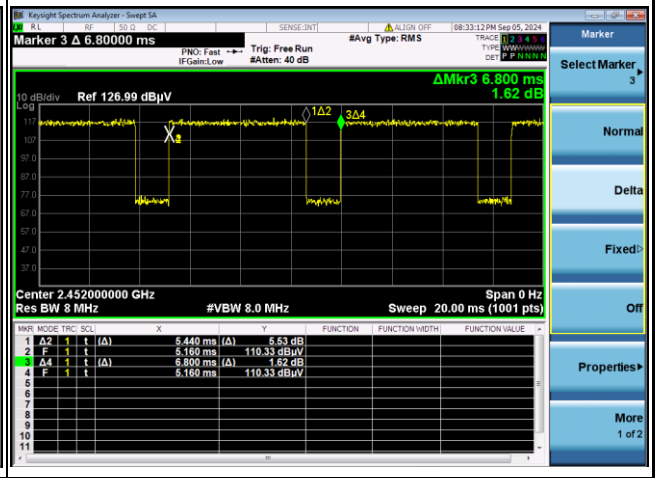 Keysight Spectrum Analyzer - Swept SA
RL RF 50 Ω DC SENSE:INT ALIGN OFF 08:33:12 PM Sep 05, 2024
Marker 3 Δ 6.80000 ms
PNO: Fast
IFGain:Low
Trig: Free Run
#Atten: 40 dB
#Avg Type: RMS
TRACE 1 2 3 4 5 6
TYPE WWWWWW
DET P P N N N N
ΔMkr3 6.800 ms
1.62 dB
10 dB/div Ref 126.99 dBµV
Log
117
107
97.0
87.0
77.0
67.0
57.0
47.0
37.0
1Δ2
3Δ4
Center 2.452000000 GHz Span 0 Hz
Res BW 8 MHz #VBW 8.0 MHz Sweep 20.00 ms (1001 pts)
MKR MODE TRC SCL X Y FUNCTION FUNCTION WIDTH FUNCTION VALUE
1 Δ2 1 t (Δ) 5.440 ms (Δ) 5.53 dB
2 F 1 t 5.160 ms 110.33 dBµV
3 Δ4 1 t (Δ) 6.800 ms (Δ) 1.62 dB
4 F 1 t 5.160 ms 110.33 dBµV
5
6
7
8
9
10
11
Marker
Select Marker
3
Normal
Delta
Fixed
Off
Properties
More
1 of 2